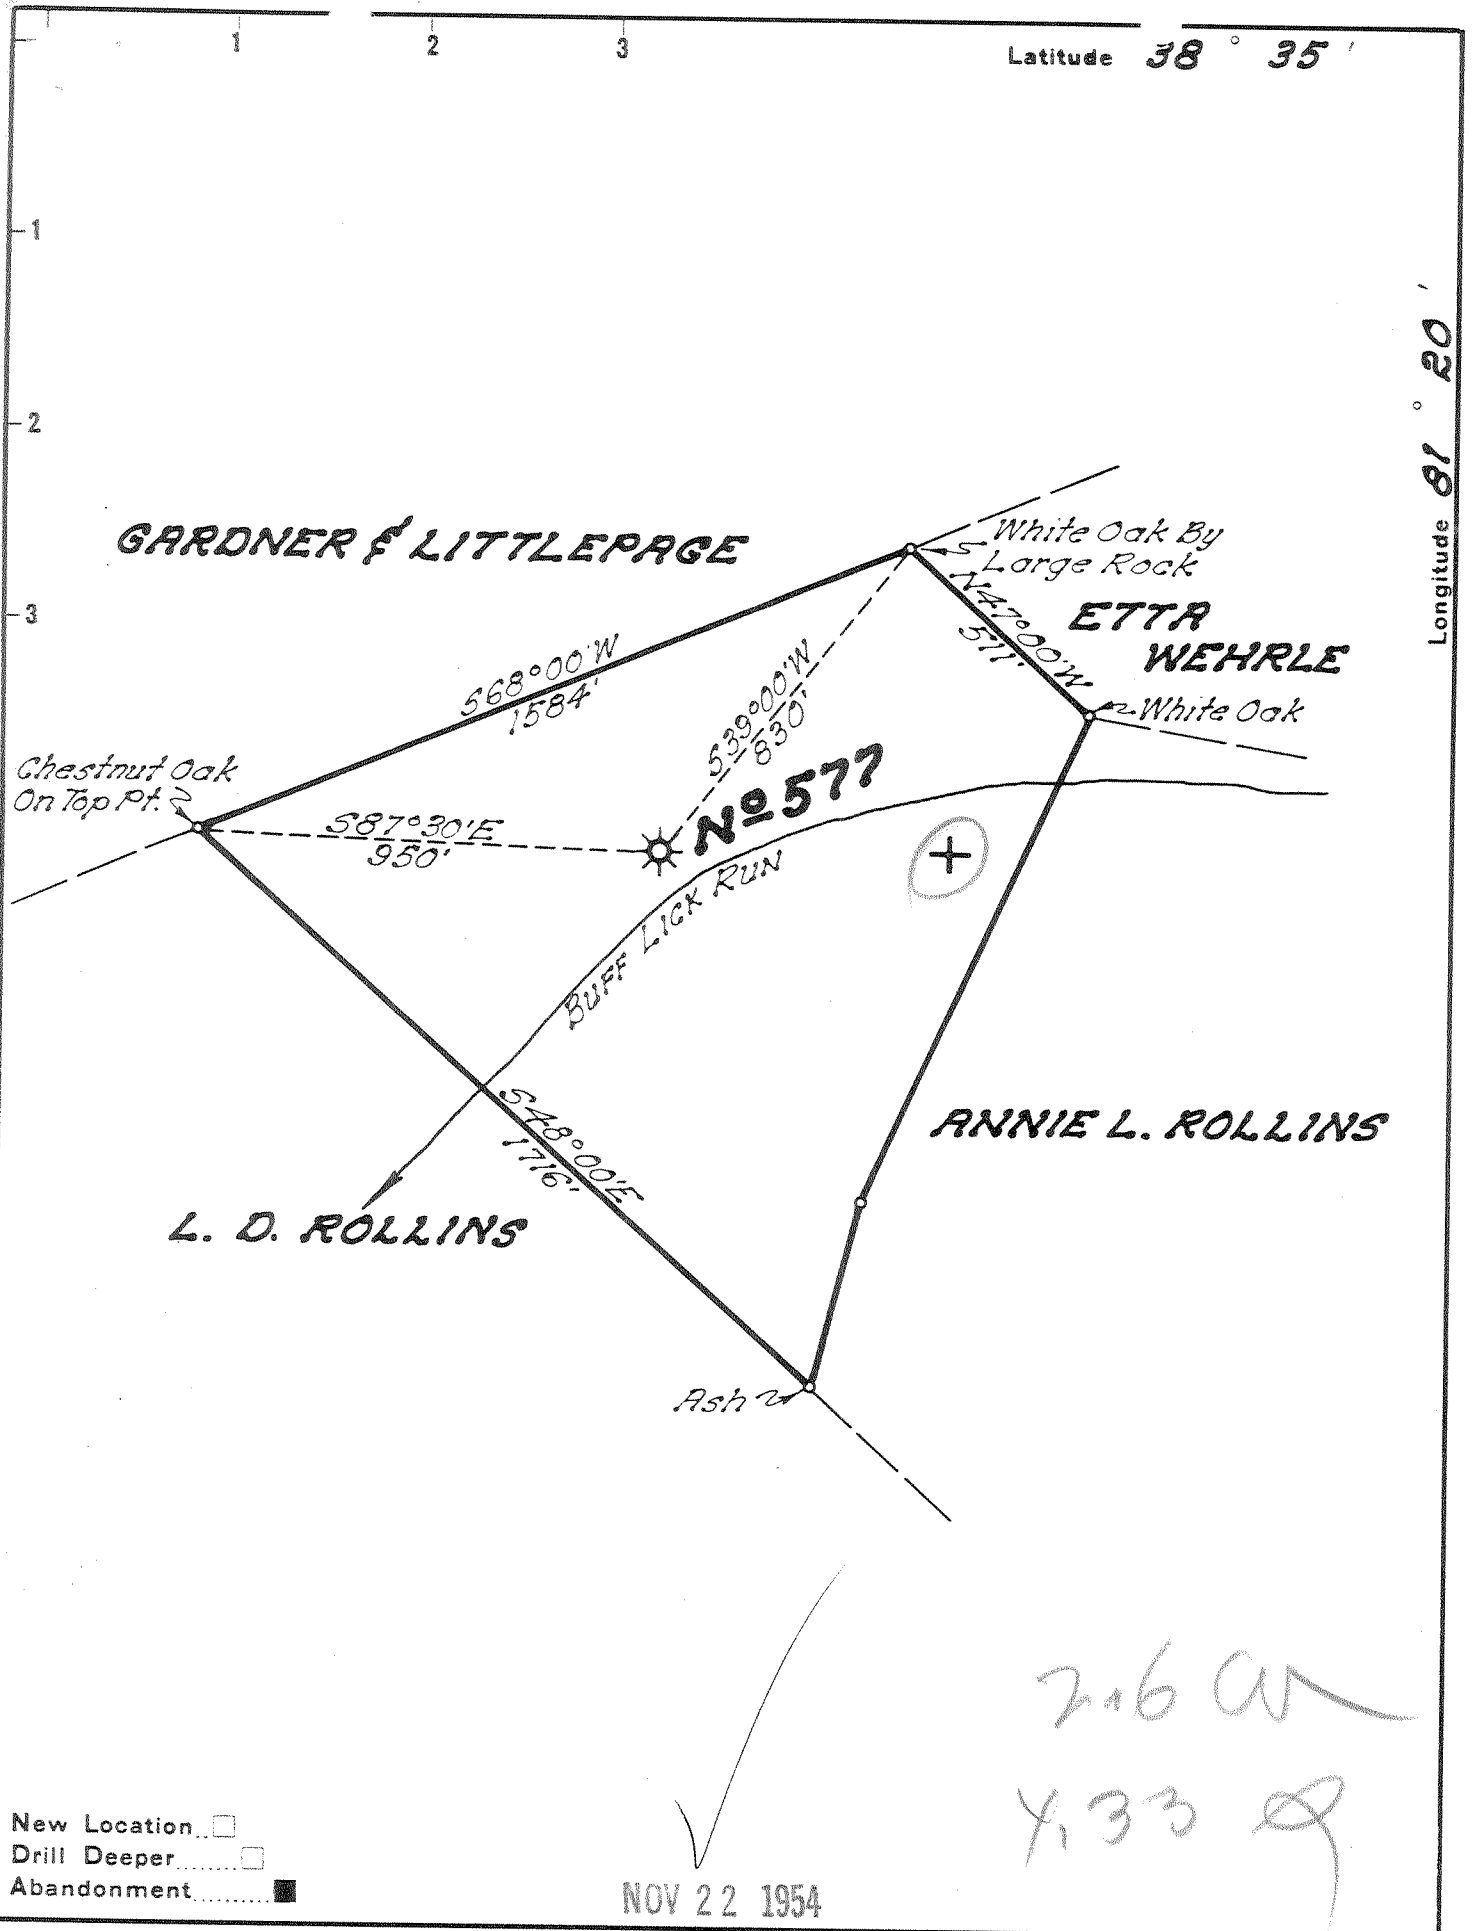 1 2 3
Latitude 38° 35'
1
2
3
Longitude 81° 20'
GARDNER & LITTLEPAGE
White Oak By
Large Rock
N47°00'W
511'
ETTA
WEHRLE
White Oak
S68°00'W
1584'
S39°00'W
830'
Chestnut Oak
On Top Pt.
S87°30'E
950'
No 577
BUFF LICK RUN
S48°00'E
1716'
ANNIE L. ROLLINS
L. D. ROLLINS
Ash
New Location
Drill Deeper
Abandonment
NOV 22 1954